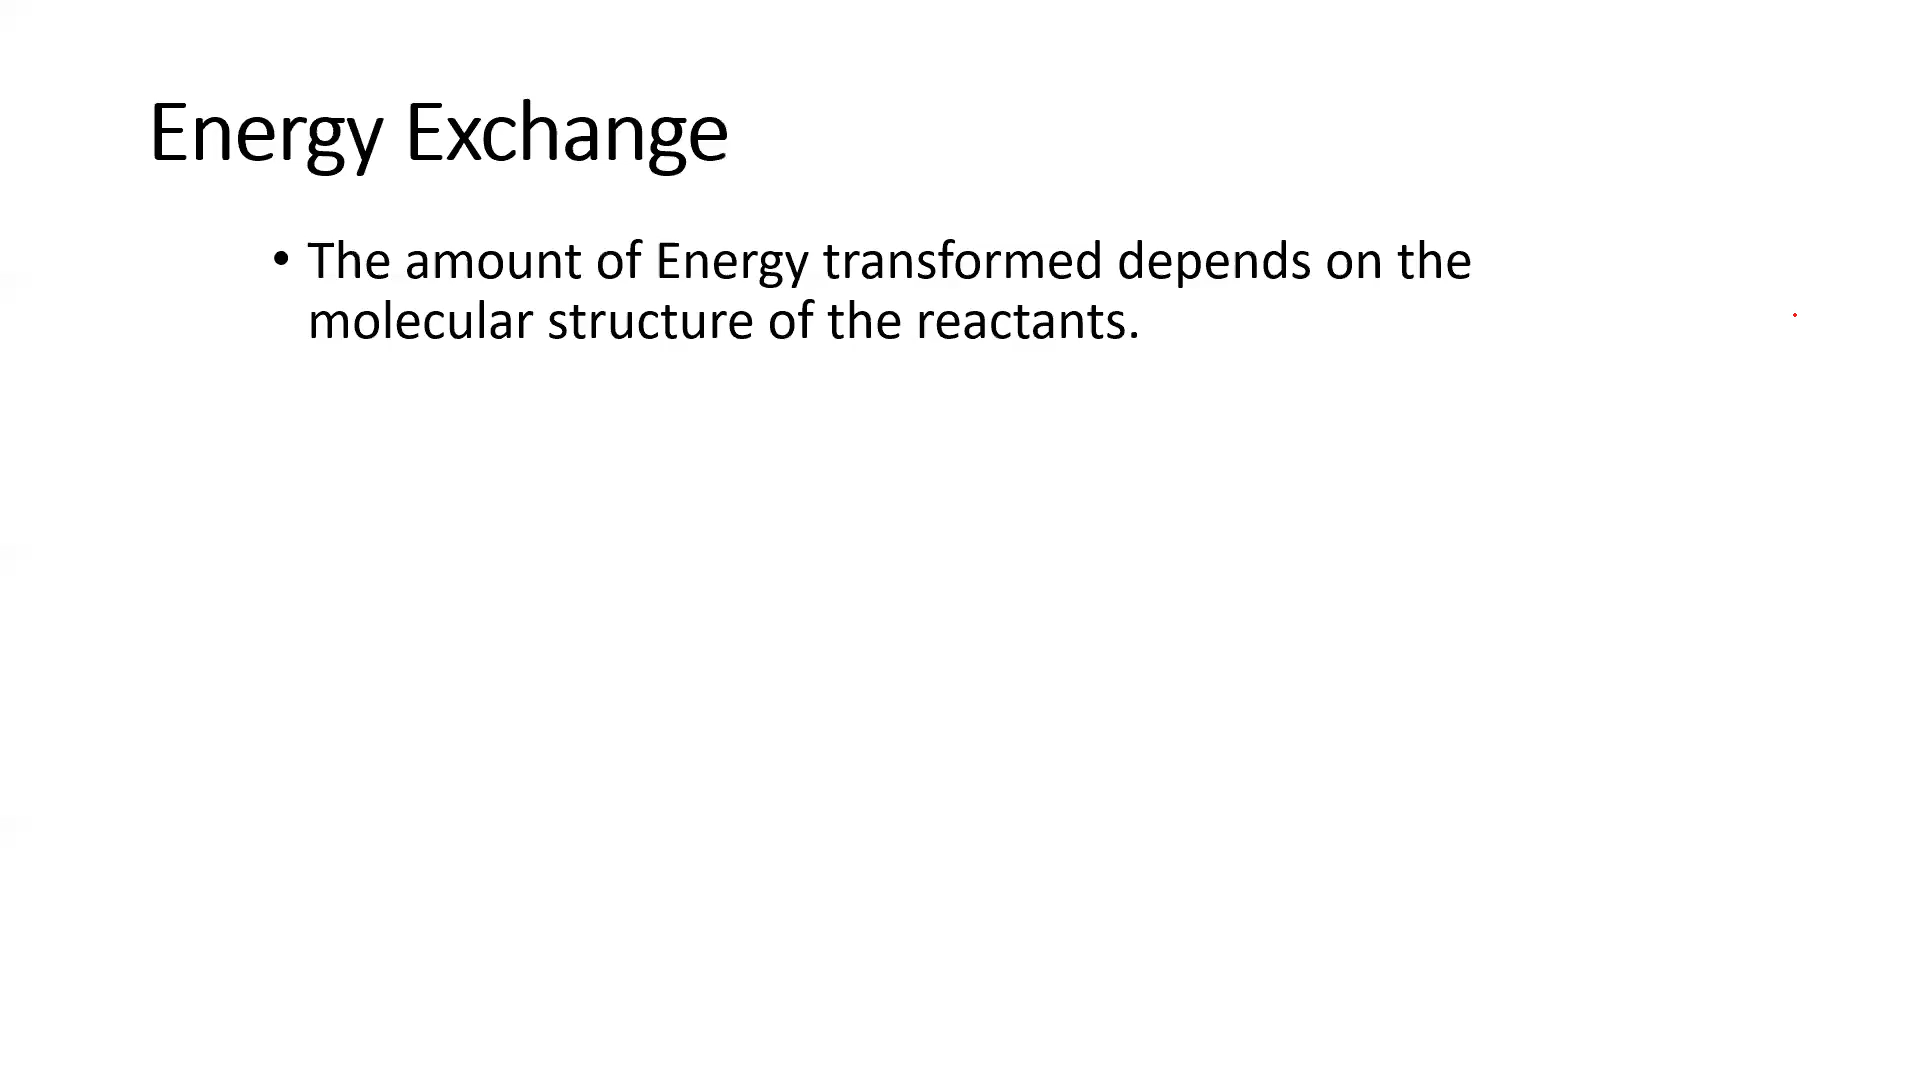 Energy Exchange
• The amount of Energy transformed depends on the
molecular structure of the reactants.